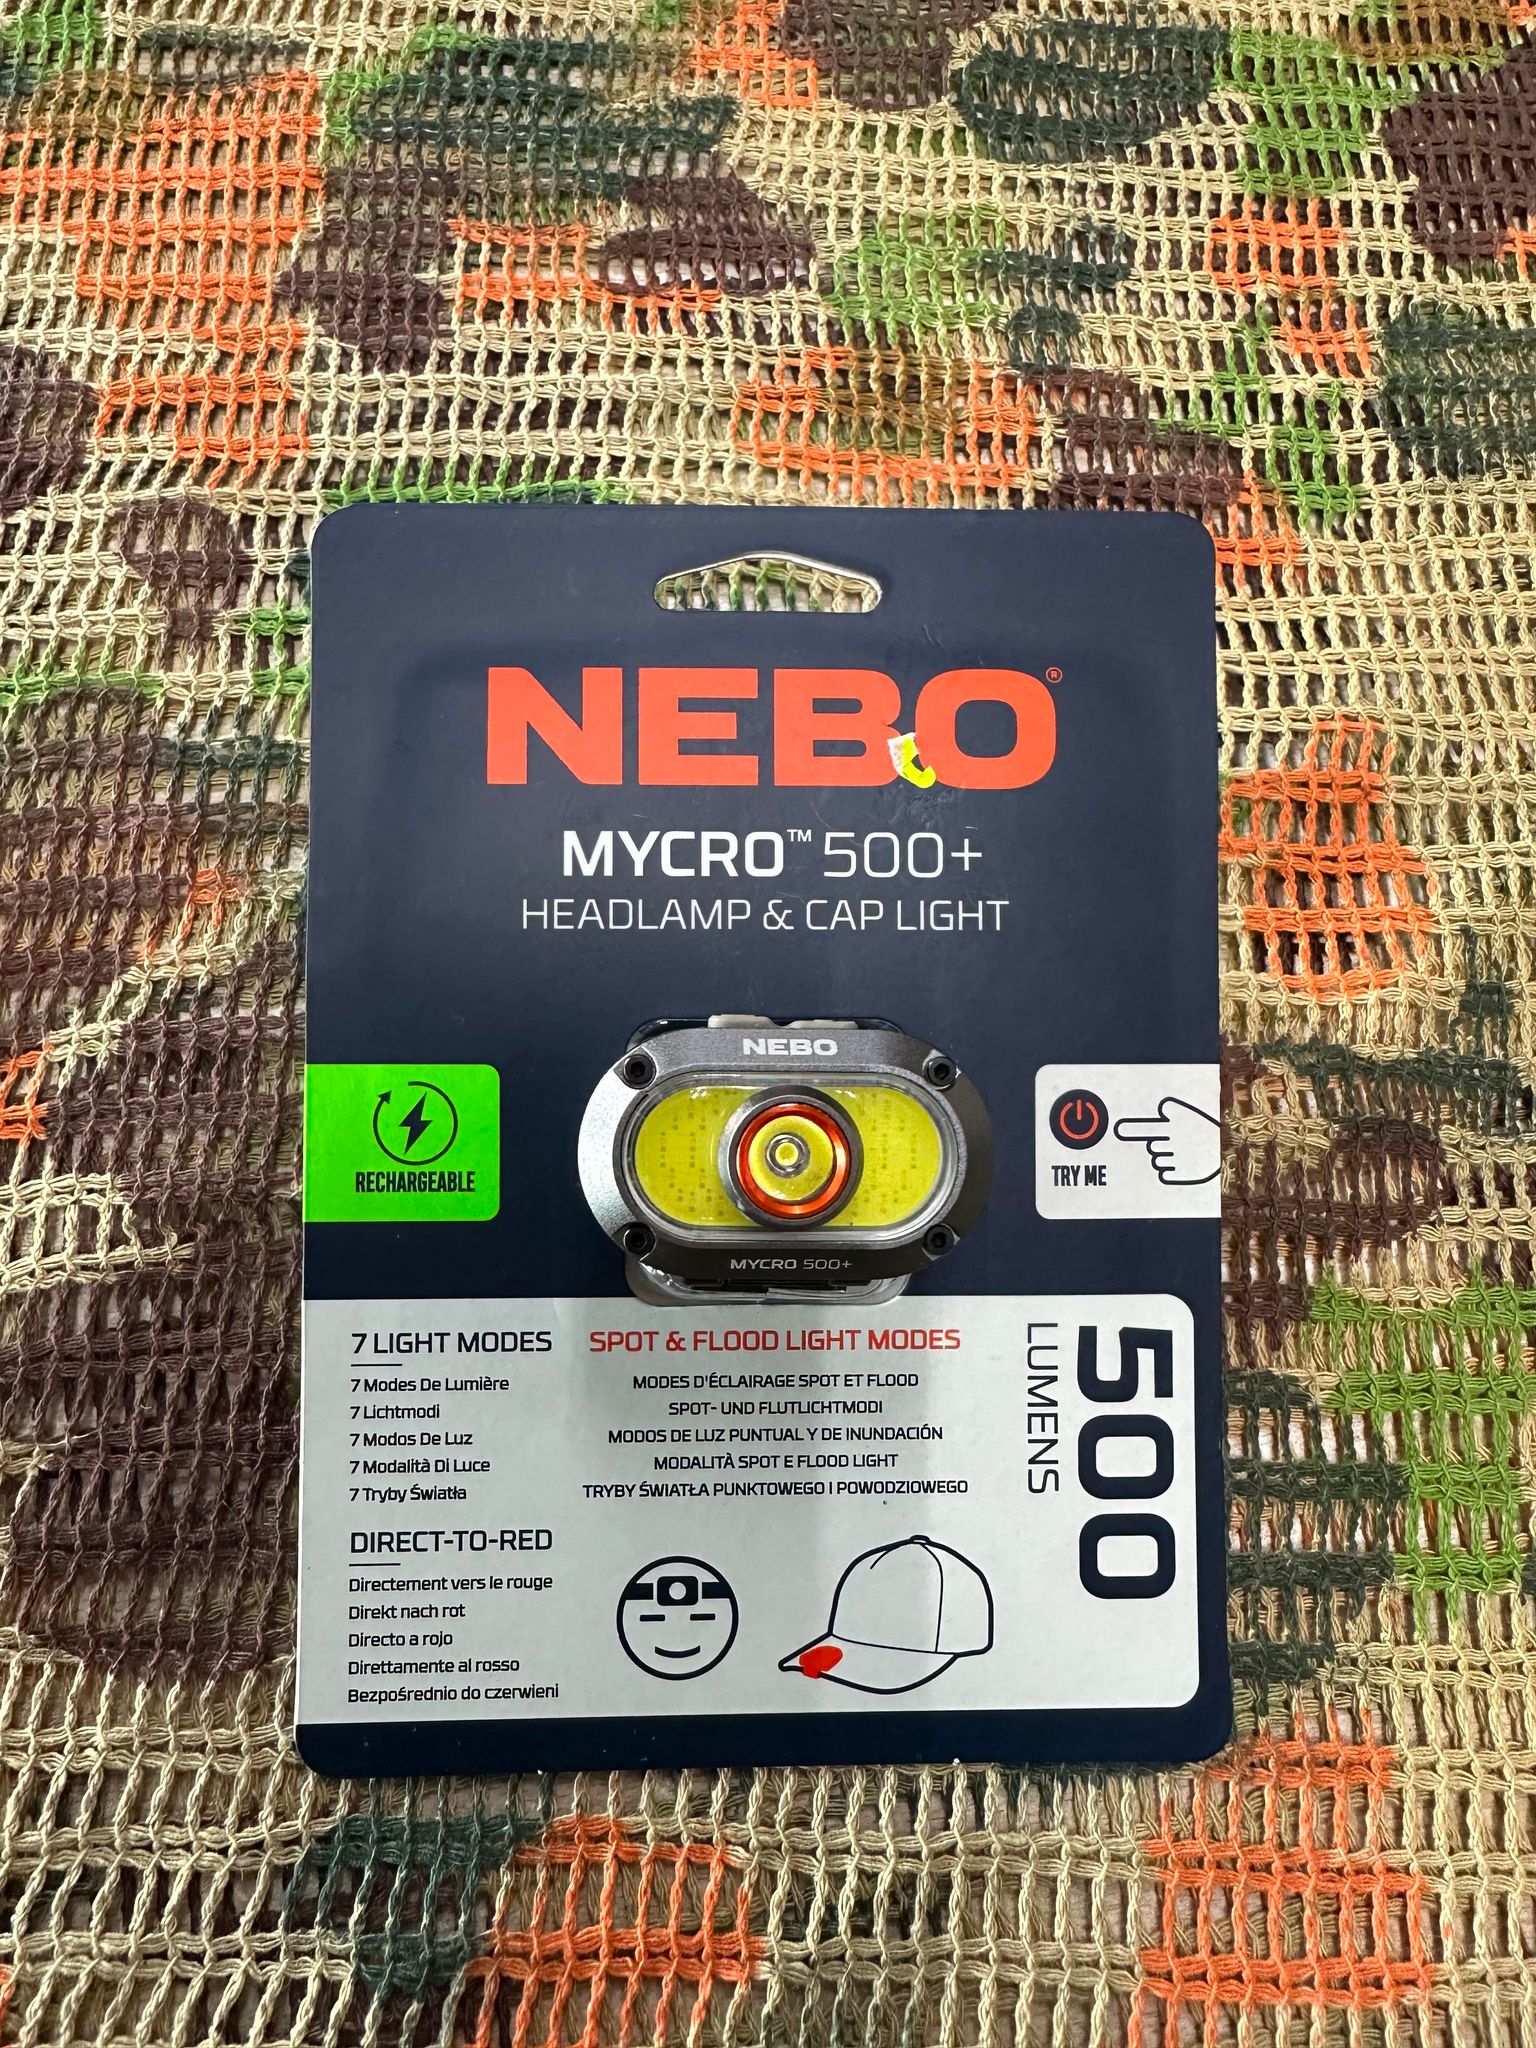 NEBO®
MYCRO™ 500+
HEADLAMP & CAP LIGHT
NEBO
RECHARGEABLE
TRY ME
MYCRO 500+
7 LIGHT MODES
7 Modes De Lumière
7 Lichtmodi
7 Modos De Luz
7 Modalità Di Luce
7 Tryby Światła
SPOT & FLOOD LIGHT MODES
MODES D'ÉCLAIRAGE SPOT ET FLOOD
SPOT- UND FLUTLICHTMODI
MODOS DE LUZ PUNTUAL Y DE INUNDACIÓN
MODALITÀ SPOT E FLOOD LIGHT
TRYBY ŚWIATŁA PUNKTOWEGO I POWODZIOWEGO
500
LUMENS
DIRECT-TO-RED
Directement vers le rouge
Direkt nach rot
Directo a rojo
Direttamente al rosso
Bezpośrednio do czerwieni